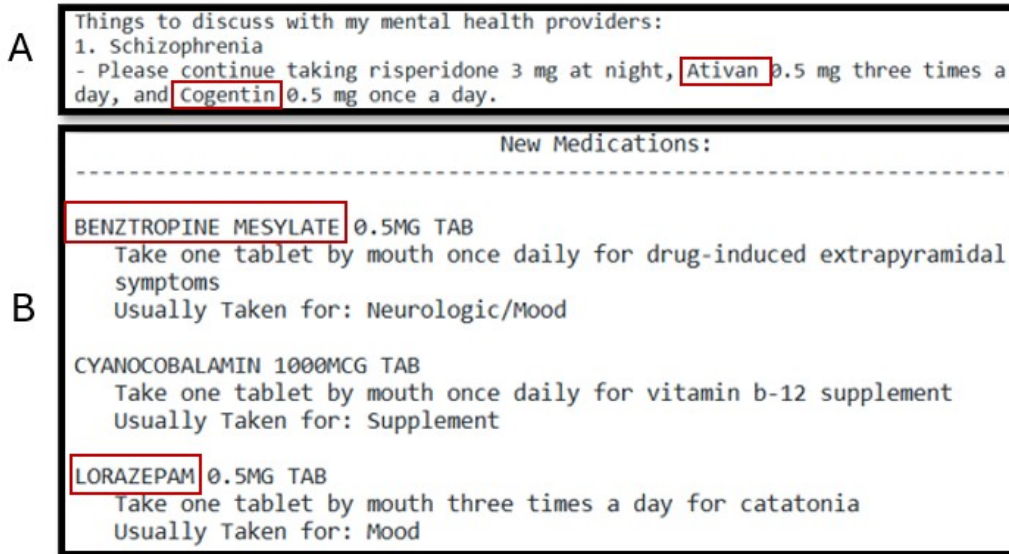 A
Things to discuss with my mental health providers:
1. Schizophrenia
- Please continue taking risperidone 3 mg at night, Ativan 0.5 mg three times a
day, and Cogentin 0.5 mg once a day.
B
New Medications:
--------------------------------------------------------------------------------
BENZTROPINE MESYLATE 0.5MG TAB
Take one tablet by mouth once daily for drug-induced extrapyramidal
symptoms
Usually Taken for: Neurologic/Mood
CYANOCOBALAMIN 1000MCG TAB
Take one tablet by mouth once daily for vitamin b-12 supplement
Usually Taken for: Supplement
LORAZEPAM 0.5MG TAB
Take one tablet by mouth three times a day for catatonia
Usually Taken for: Mood